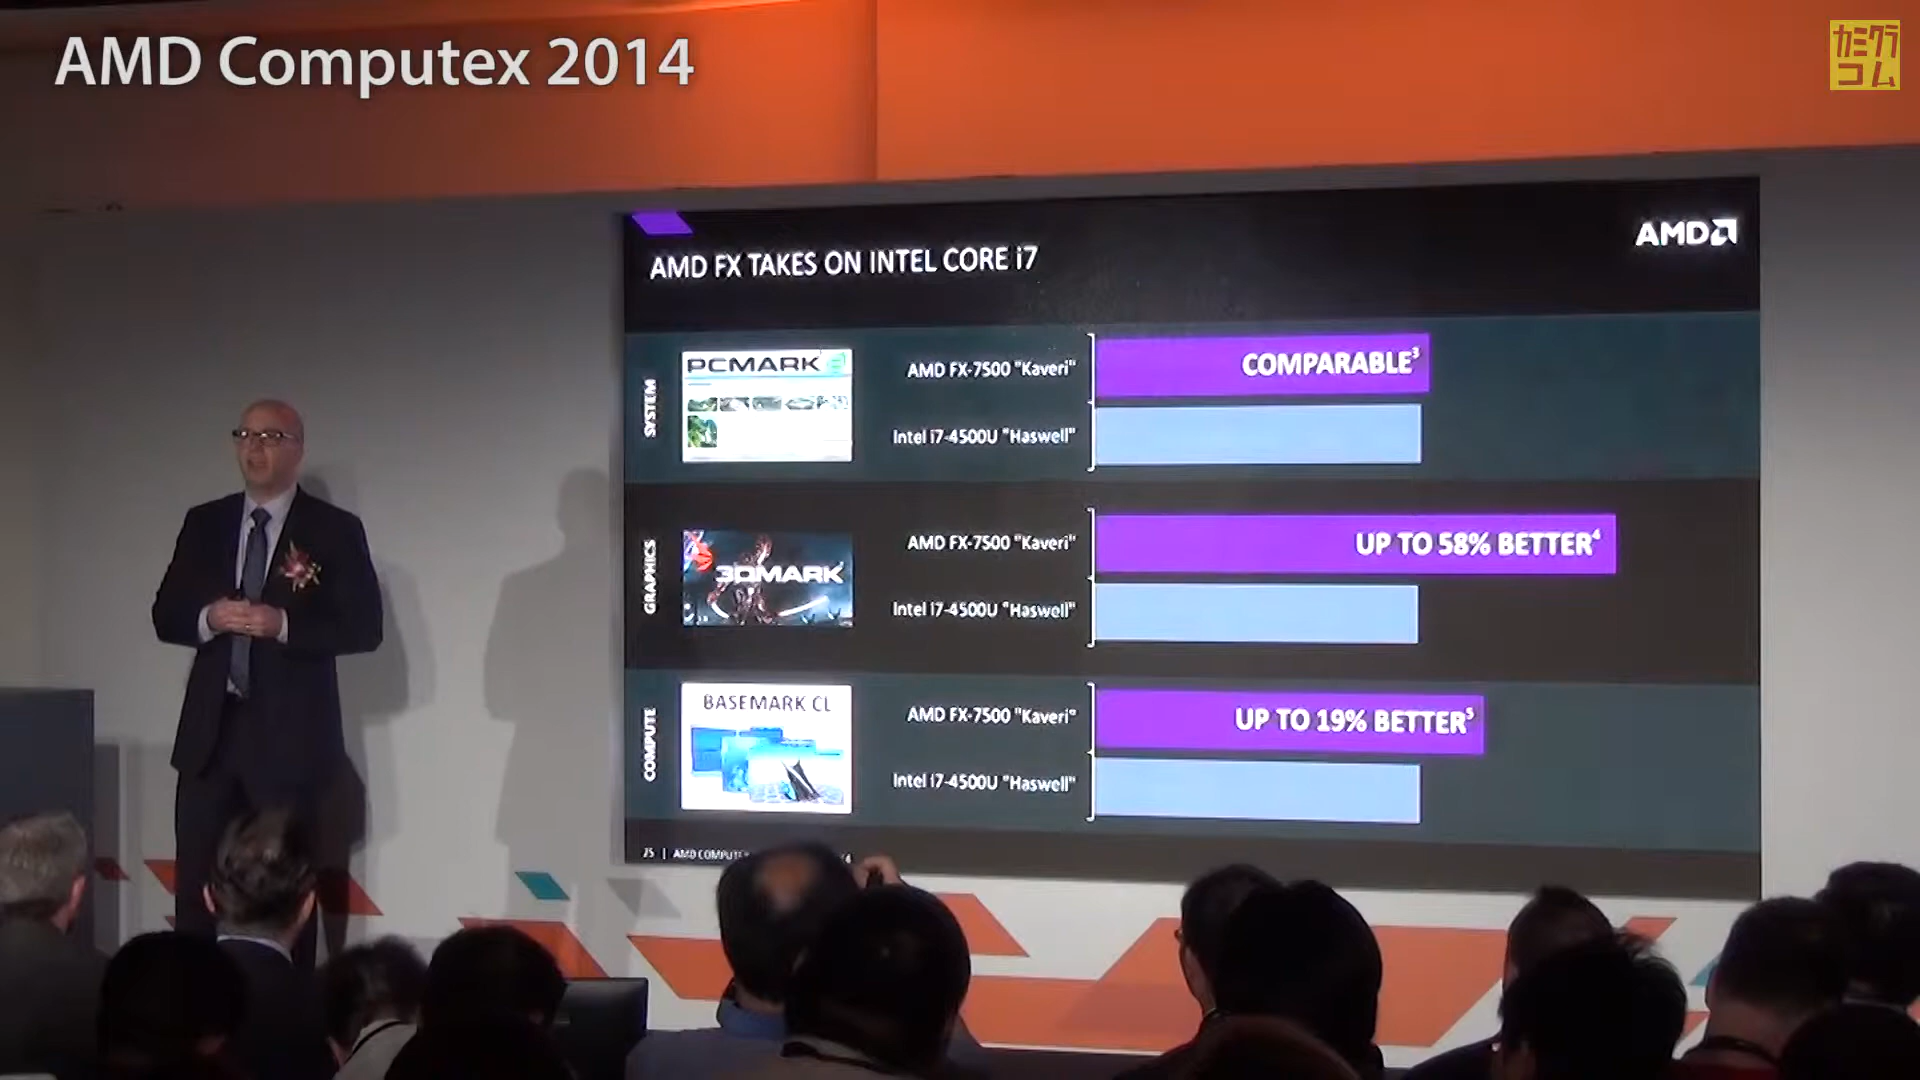 AMD Computex 2014
カミクラ
コム
AMD
AMD FX TAKES ON INTEL CORE i7
SYSTEM
PCMARK 8
AMD FX-7500 "Kaveri"
COMPARABLE³
Intel i7-4500U "Haswell"
GRAPHICS
3DMARK
AMD FX-7500 "Kaveri"
UP TO 58% BETTER⁴
Intel i7-4500U "Haswell"
COMPUTE
BASEMARK CL
AMD FX-7500 "Kaveri"
UP TO 19% BETTER⁵
Intel i7-4500U "Haswell"
25 | AMD COMPUTE